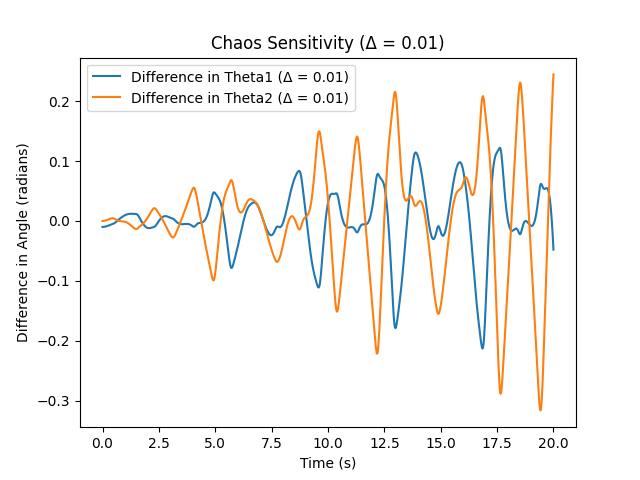 Chaos Sensitivity (Δ = 0.01)
Difference in Theta1 (Δ = 0.01)
Difference in Theta2 (Δ = 0.01)
Difference in Angle (radians)
0.2
0.1
0.0
−0.1
−0.2
−0.3
0.0 2.5 5.0 7.5 10.0 12.5 15.0 17.5 20.0
Time (s)